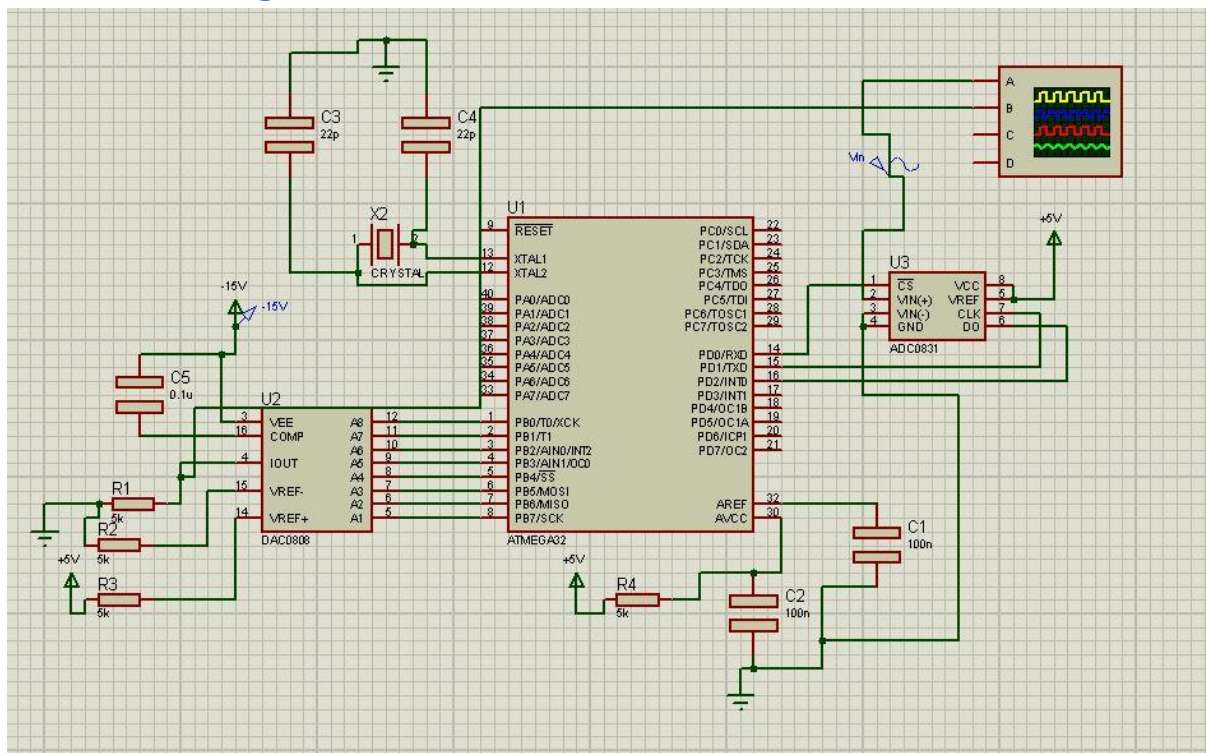 A
B
C
D
C3
22p
C4
22p
Vin
X2
1
2
CRYSTAL
U1
ATMEGA32
9 RESET
13 XTAL1
12 XTAL2
40 PA0/ADC0
39 PA1/ADC1
38 PA2/ADC2
37 PA3/ADC3
36 PA4/ADC4
35 PA5/ADC5
34 PA6/ADC6
33 PA7/ADC7
1 PB0/T0/XCK
2 PB1/T1
3 PB2/AIN0/INT2
4 PB3/AIN1/OC0
5 PB4/SS
6 PB5/MOSI
7 PB6/MISO
8 PB7/SCK
PC0/SCL 22
PC1/SDA 23
PC2/TCK 24
PC3/TMS 25
PC4/TDO 26
PC5/TDI 27
PC6/TOSC1 28
PC7/TOSC2 29
PD0/RXD 14
PD1/TXD 15
PD2/INT0 16
PD3/INT1 17
PD4/OC1B 18
PD5/OC1A 19
PD6/ICP1 20
PD7/OC2 21
AREF 32
AVCC 30
+5V
U3
1 CS VCC 8
2 VIN(+) VREF 5
3 VIN(-) CLK 7
4 GND DO 6
ADC0831
-15V
-15V
C5
0.1u
U2
3 VEE A8 12
16 COMP A7 11
A6 10
4 IOUT A5 9
A4 8
15 VREF- A3 7
A2 6
14 VREF+ A1 5
DAC0808
R1
5k
R2
5k
+5V
R3
5k
+5V
R4
5k
C1
100n
C2
100n